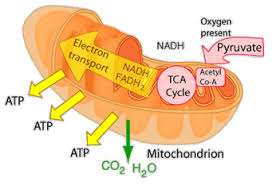 Oxygen
present
NADH
Pyruvate
Electron
transport
NADH
FADH2
TCA
Cycle
Acetyl
Co-A
ATP
ATP
ATP
CO2 H2O
Mitochondrion